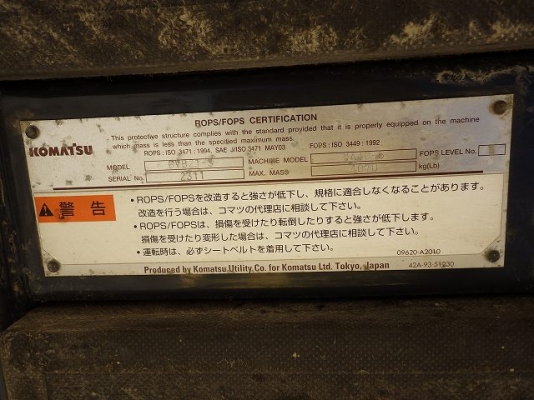 ROPS/FOPS CERTIFICATION
This protective structure complies with the standard provided that it is properly equipped on the machine
which mass is less than the specified maximum mass.
ROPS : ISO 3471 : 1994, SAE J/ISO 3471 MAY03 FOPS : ISO 3449 : 1992
KOMATSU
MODEL MACHINE MODEL FOPS LEVEL No.
SERIAL No. 2311 MAX. MASS kg(Lb)
警告
• ROPS/FOPSを改造すると強さが低下し、規格に適合しなくなることがあります。
改造を行う場合は、コマツの代理店に相談して下さい。
• ROPS/FOPSは、損傷を受けたり転倒したりすると強さが低下します。
損傷を受けたり変形した場合は、コマツの代理店に相談して下さい。
• 運転時は、必ずシートベルトを着用して下さい。
09620-A2040
Produced by Komatsu Utility Co. for Komatsu Ltd. Tokyo, Japan